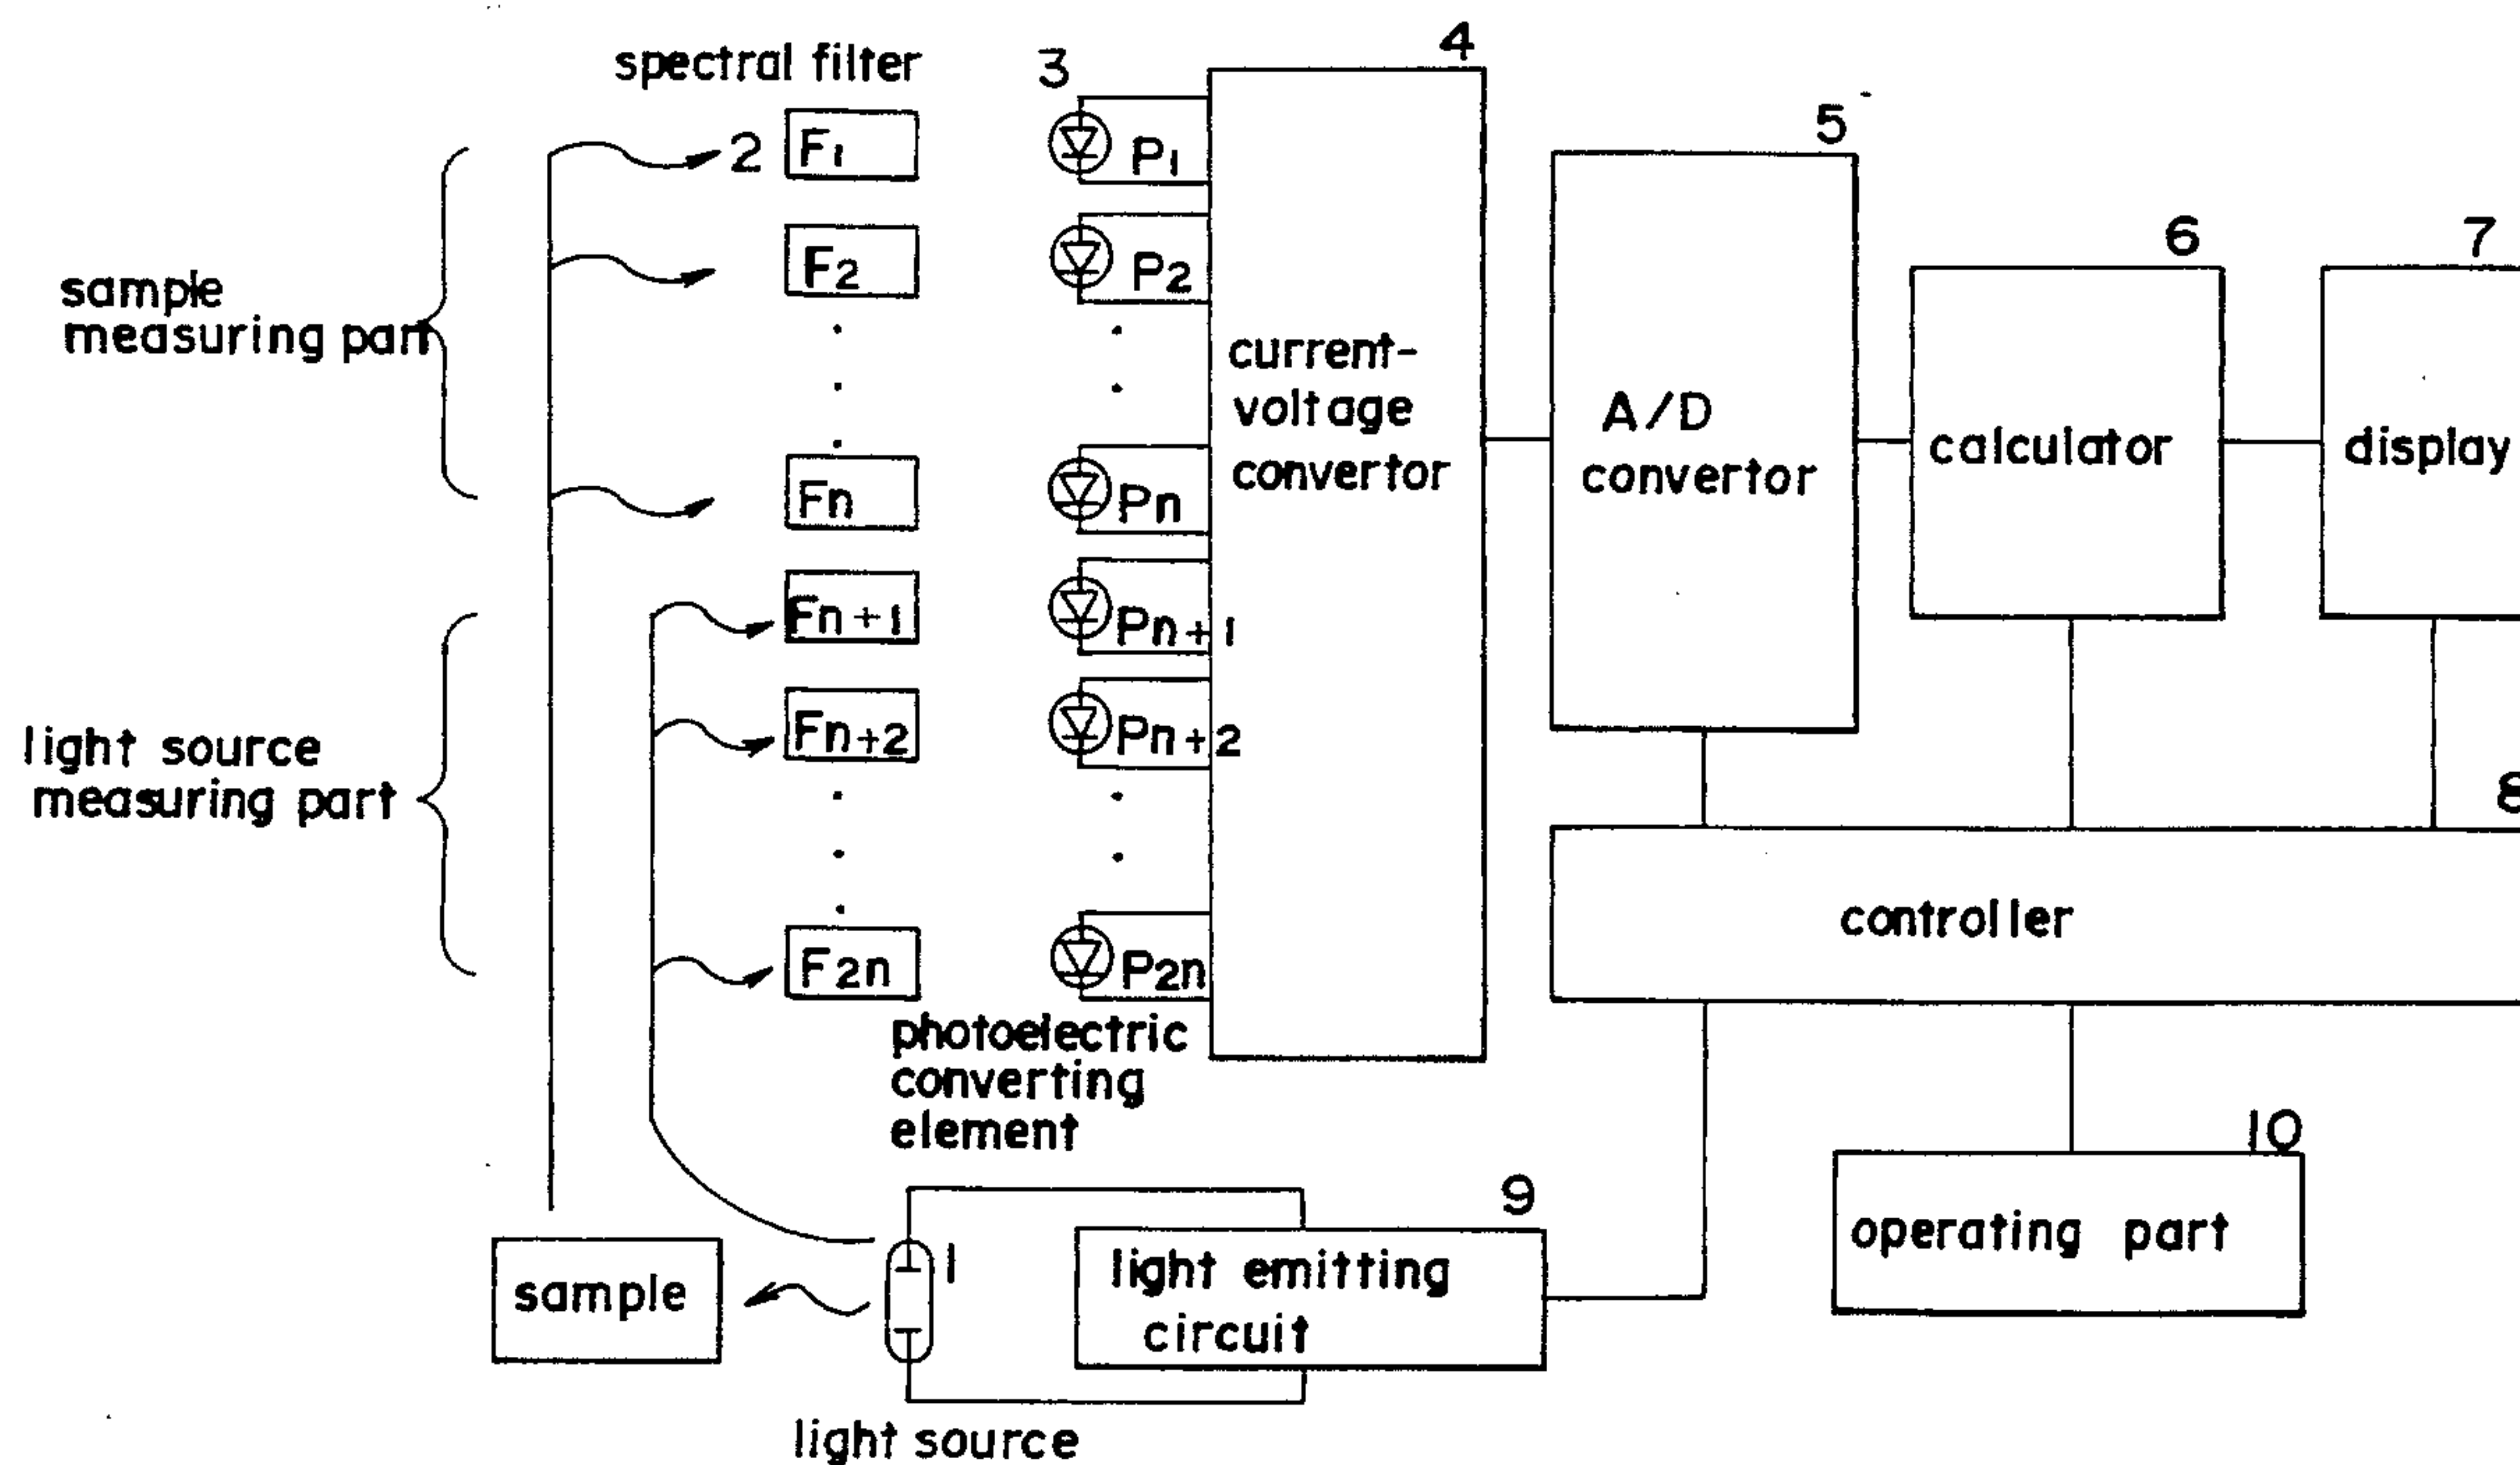 spectral filter
3
4
5
6
7
2
F1
P1
F2
P2
sample
measuring part
Fn
Pn
current-
voltage
convertor
A/D
convertor
calculator
display
Fn+1
Pn+1
light source
measuring part
Fn+2
Pn+2
8
F2n
P2n
controller
photoelectric
converting
element
10
9
sample
1
light emitting
circuit
operating part
light source